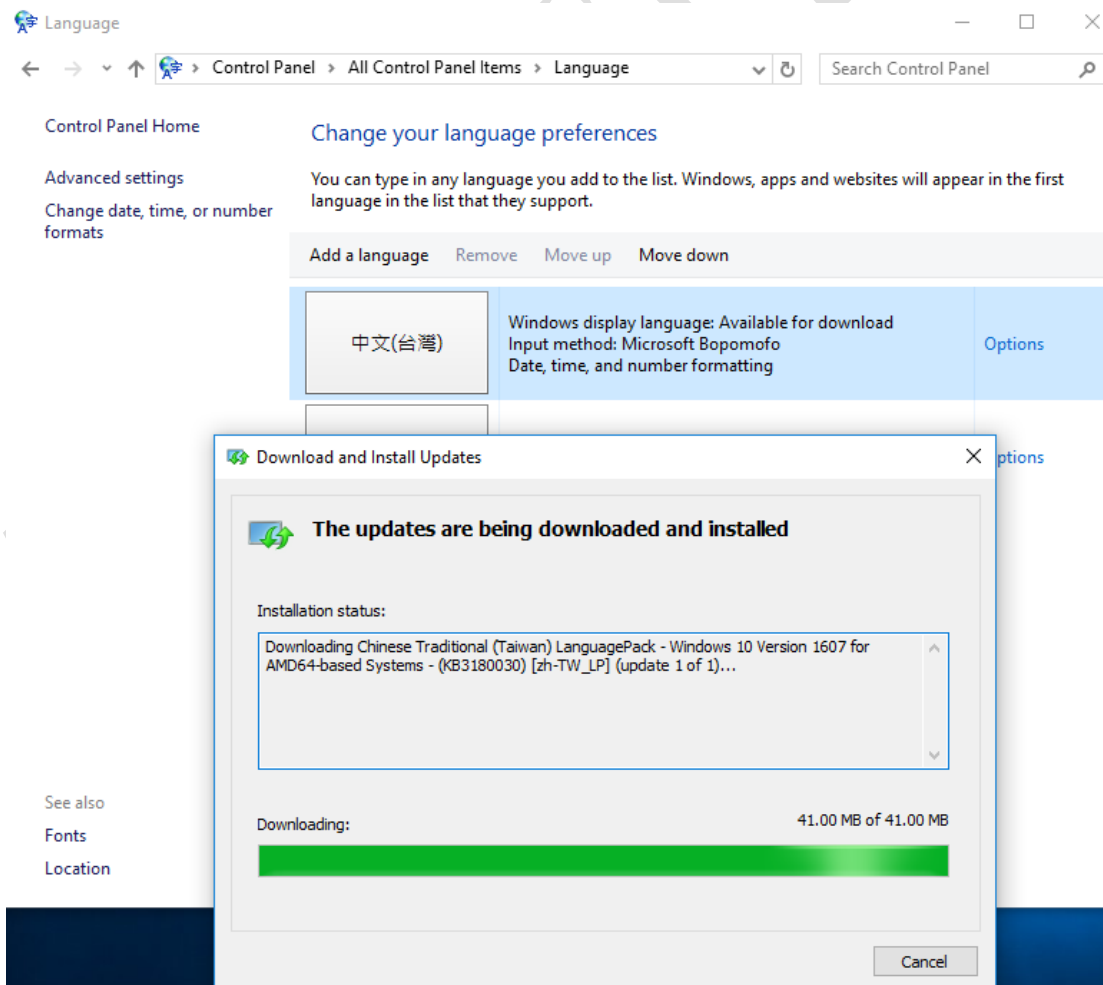 Language
Control Panel > All Control Panel Items > Language
Search Control Panel
Control Panel Home
Advanced settings
Change date, time, or number
formats
Change your language preferences
You can type in any language you add to the list. Windows, apps and websites will appear in the first
language in the list that they support.
Add a language Remove Move up Move down
中文(台灣)
Windows display language: Available for download
Input method: Microsoft Bopomofo
Date, time, and number formatting
Options
Download and Install Updates
ptions
The updates are being downloaded and installed
Installation status:
Downloading Chinese Traditional (Taiwan) LanguagePack - Windows 10 Version 1607 for
AMD64-based Systems - (KB3180030) [zh-TW_LP] (update 1 of 1)...
Downloading:
41.00 MB of 41.00 MB
Cancel
See also
Fonts
Location